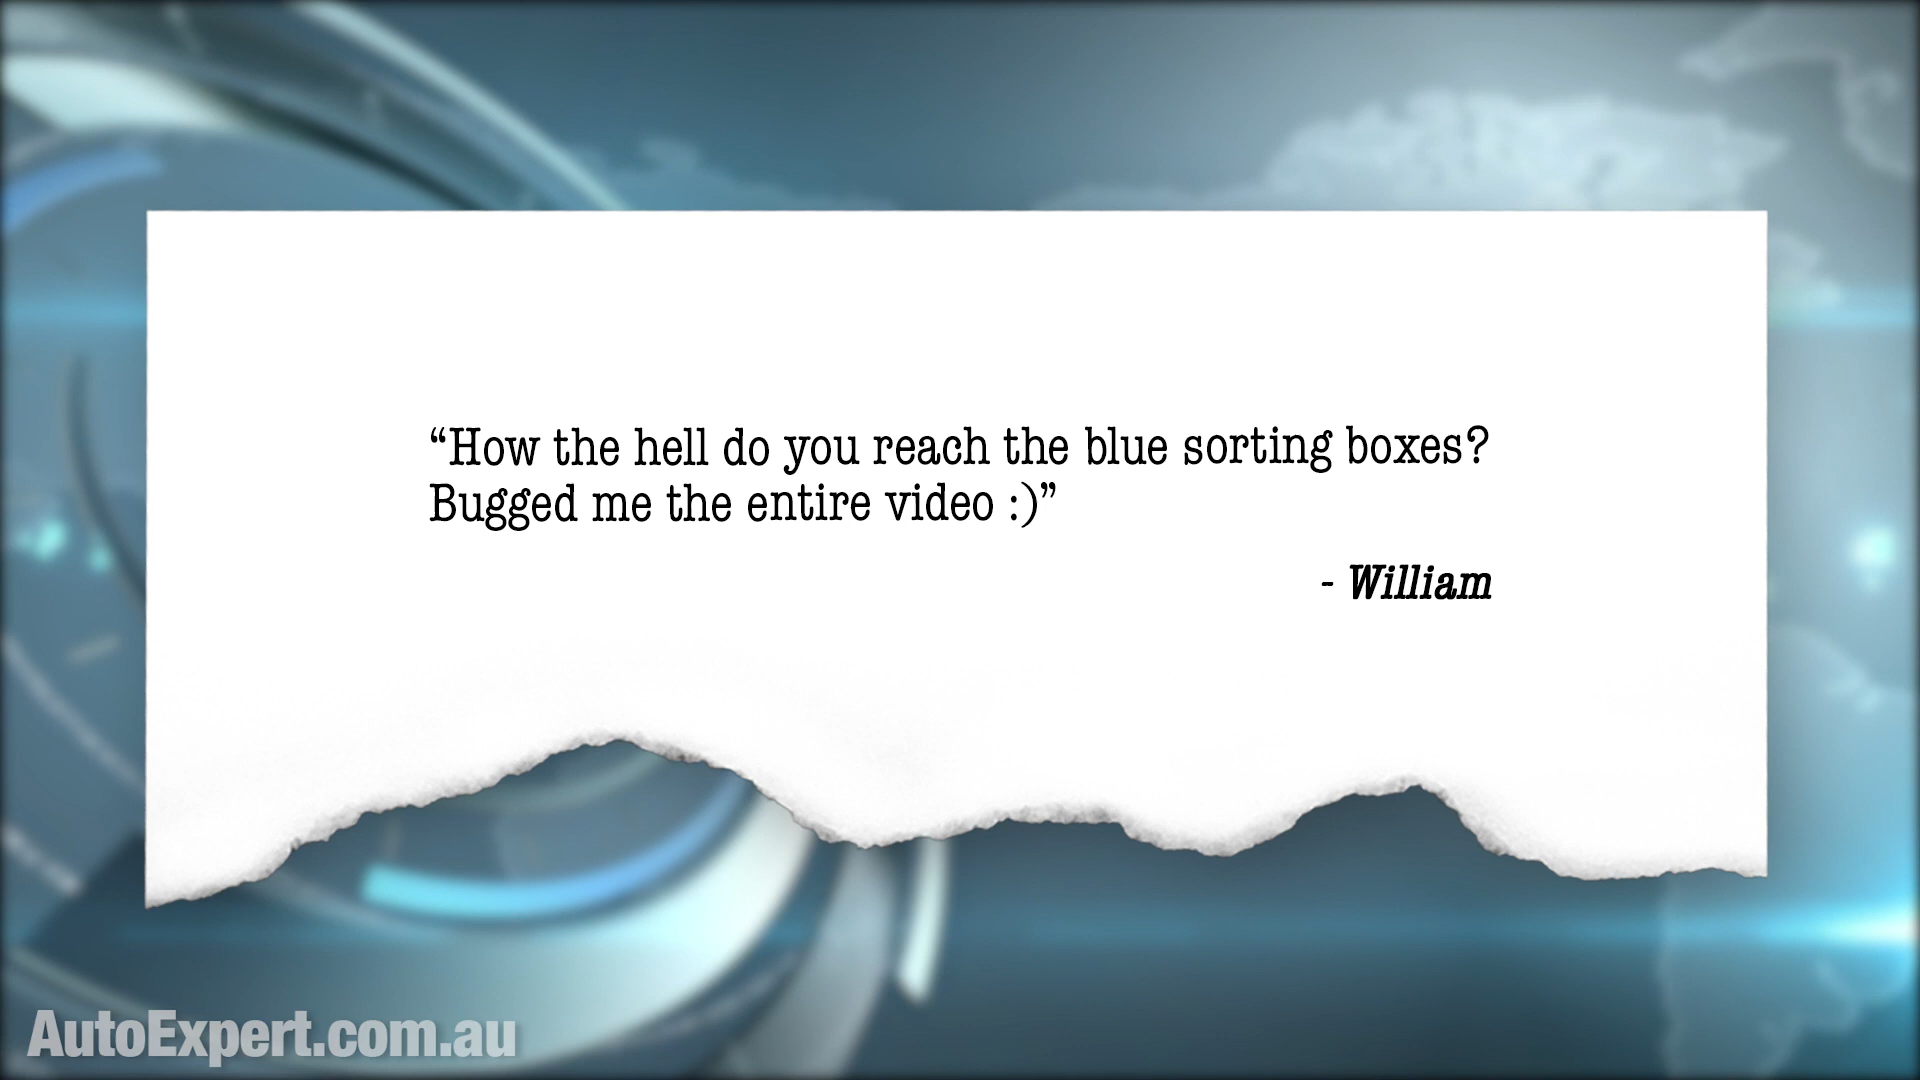 “How the hell do you reach the blue sorting boxes?
Bugged me the entire video :)”
- William
AutoExpert.com.au